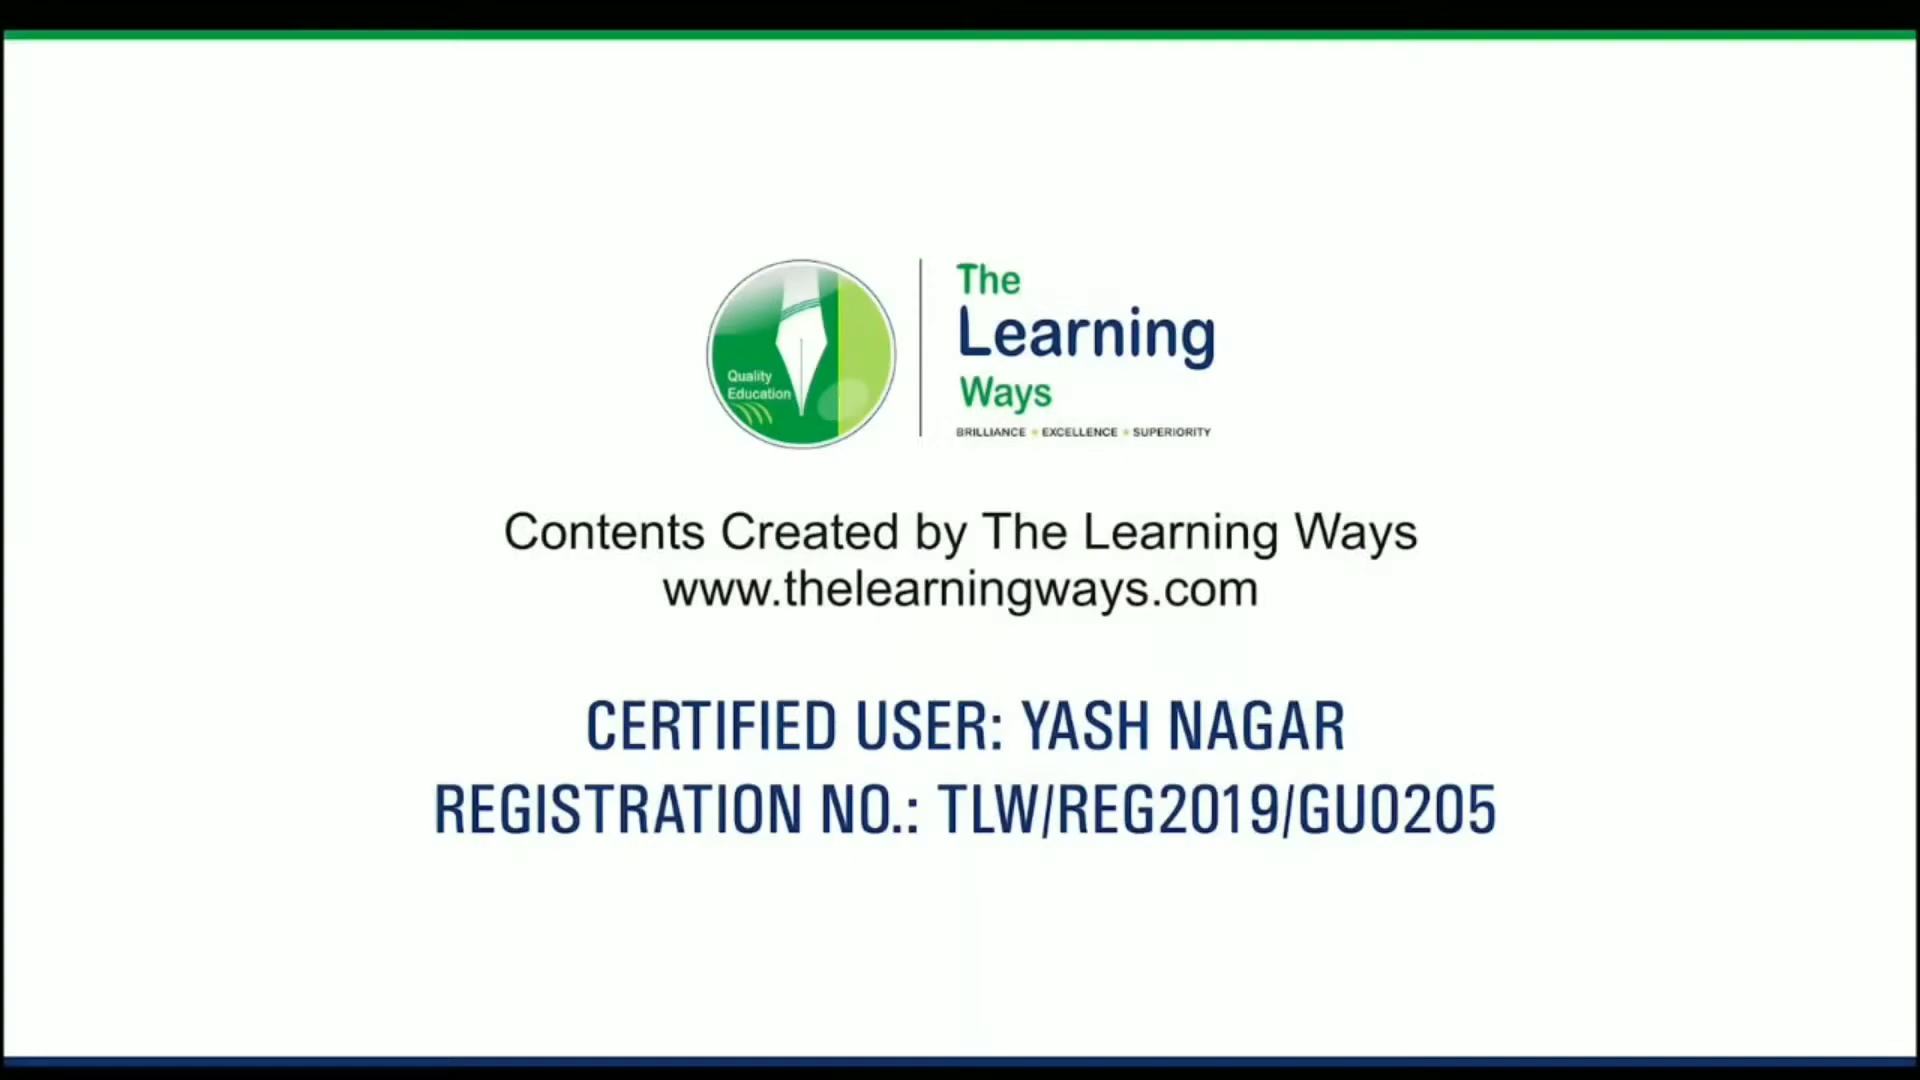 Quality
Education
The
Learning
Ways
BRILLIANCE ★ EXCELLENCE ★ SUPERIORITY
Contents Created by The Learning Ways
www.thelearningways.com
CERTIFIED USER: YASH NAGAR
REGISTRATION NO.: TLW/REG2019/GU0205